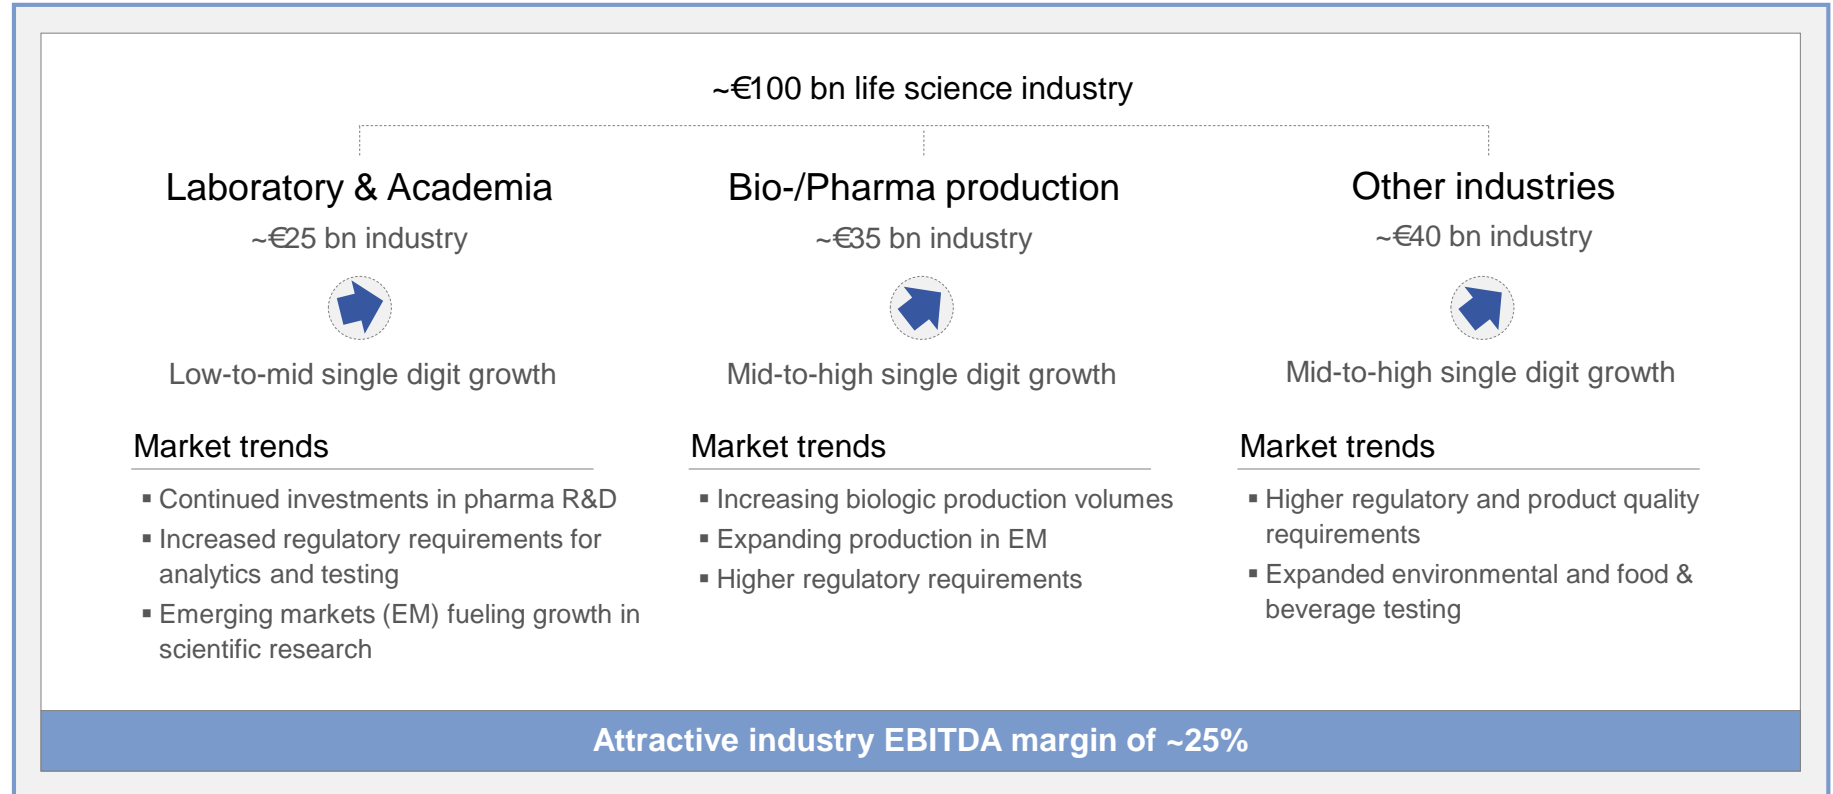 ~€100 bn life science industry
Laboratory & Academia
~€25 bn industry
Low-to-mid single digit growth
Market trends
▪ Continued investments in pharma R&D
▪ Increased regulatory requirements for
analytics and testing
▪ Emerging markets (EM) fueling growth in
scientific research
Bio-/Pharma production
~€35 bn industry
Mid-to-high single digit growth
Market trends
▪ Increasing biologic production volumes
▪ Expanding production in EM
▪ Higher regulatory requirements
Other industries
~€40 bn industry
Mid-to-high single digit growth
Market trends
▪ Higher regulatory and product quality
requirements
▪ Expanded environmental and food &
beverage testing
Attractive industry EBITDA margin of ~25%